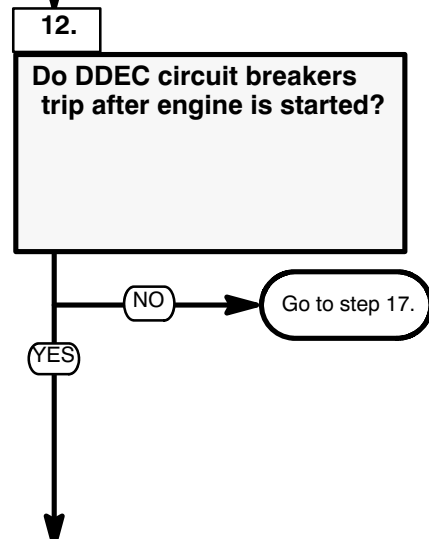 12.
Do DDEC circuit breakers
trip after engine is started?
NO
Go to step 17.
YES